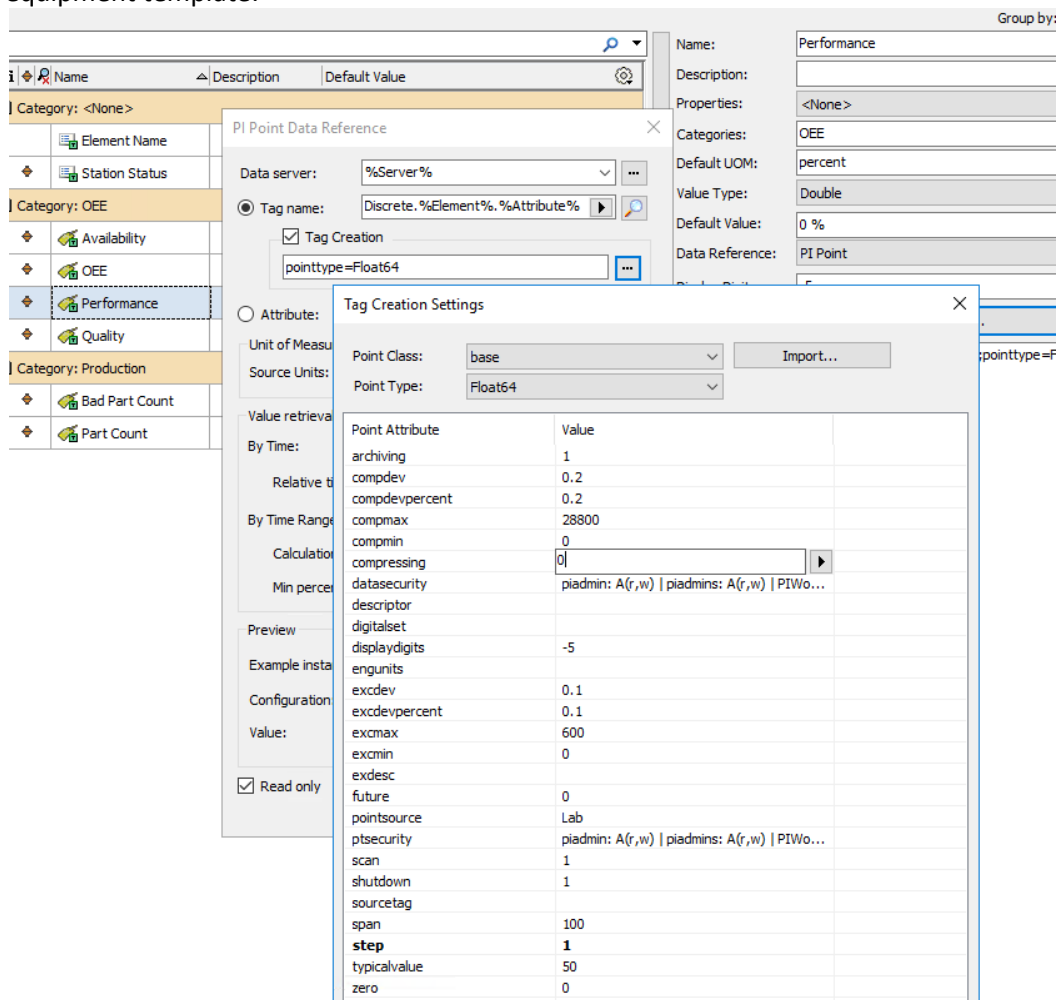 Group by:
Name: Performance
i Name Description Default Value
Description:
Category: <None>
Properties: <None>
Element Name
Categories: OEE
Station Status
Default UOM: percent
Category: OEE
Value Type: Double
Availability
Default Value: 0 %
OEE
Data Reference: PI Point
Performance
Quality
;pointtype=F
Category: Production
Bad Part Count
Part Count
PI Point Data Reference
Data server: %Server%
Tag name: Discrete.%Element%.%Attribute%
Tag Creation
pointtype=Float64
Attribute:
Unit of Measu
Source Units:
Value retrieva
By Time:
Relative ti
By Time Range
Calculation
Min percer
Preview
Example insta
Configuration
Value:
Read only
Tag Creation Settings
Point Class: base Import...
Point Type: Float64
Point Attribute Value
archiving 1
compdev 0.2
compdevpercent 0.2
compmax 28800
compmin 0
compressing 0
datasecurity piadmin: A(r,w) | piadmins: A(r,w) | PIWo...
descriptor
digitalset
displaydigits -5
engunits
excdev 0.1
excdevpercent 0.1
excmax 600
excmin 0
exdesc
future 0
pointsource Lab
ptsecurity piadmin: A(r,w) | piadmins: A(r,w) | PIWo...
scan 1
shutdown 1
sourcetag
span 100
step 1
typicalvalue 50
zero 0